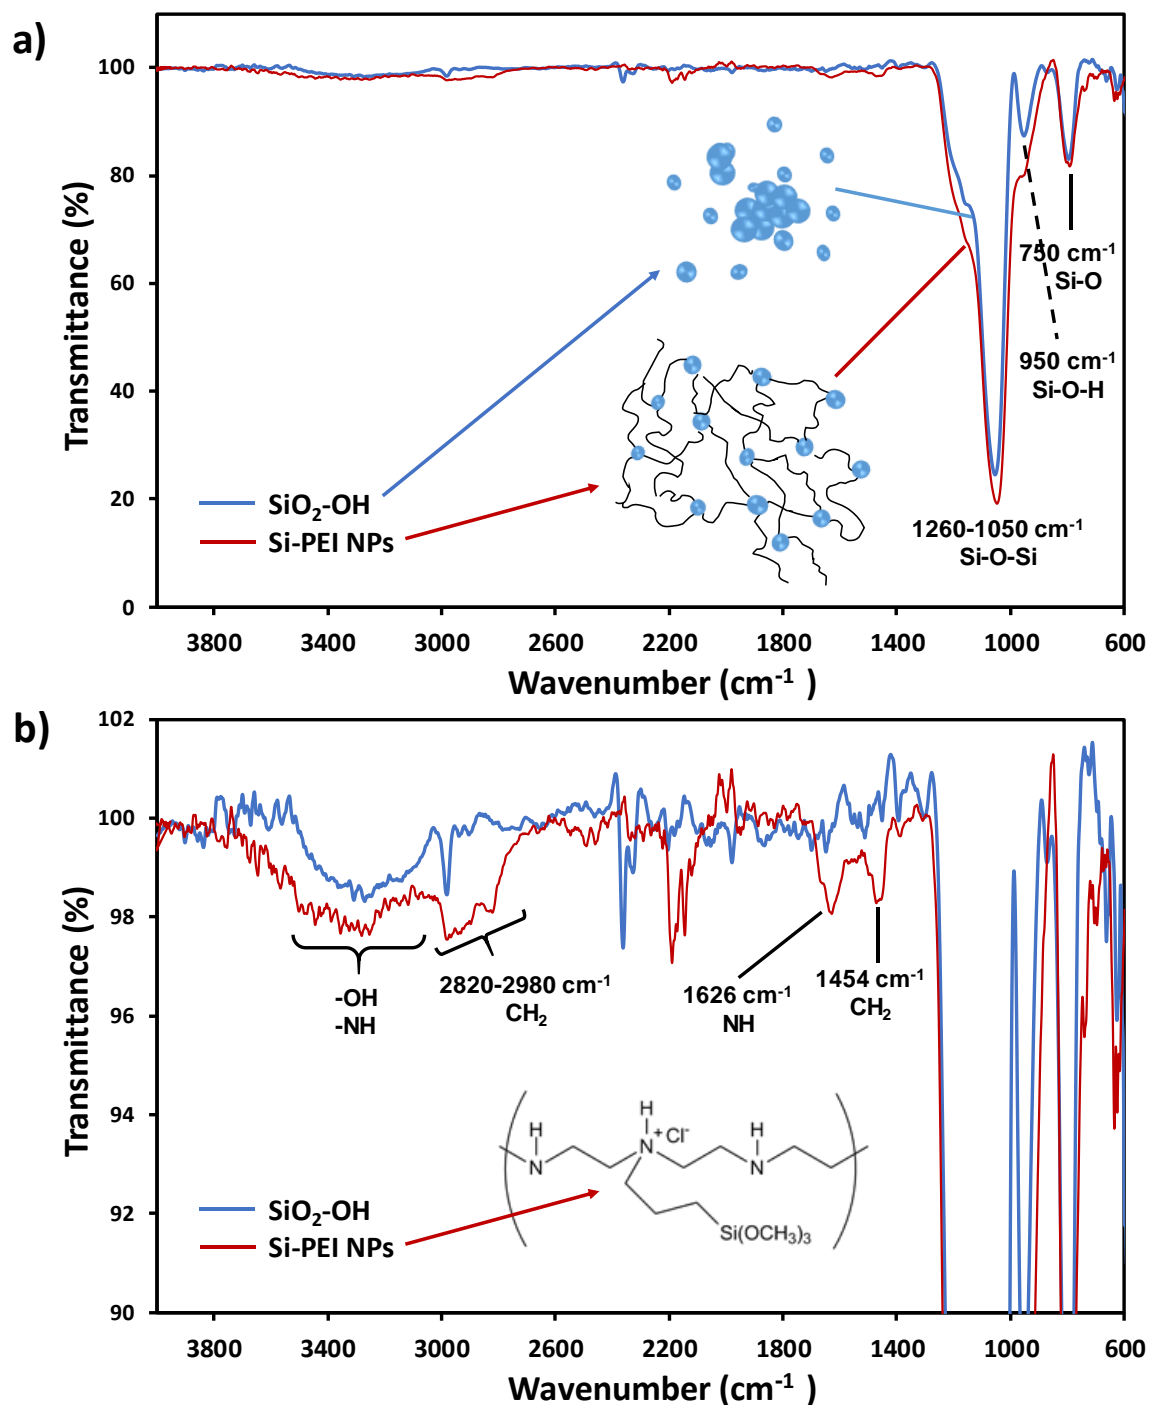 a)
Transmittance (%)
100
80
60
40
20
0
750 cm⁻¹
Si-O
950 cm⁻¹
Si-O-H
SiO₂-OH
Si-PEI NPs
1260-1050 cm⁻¹
Si-O-Si
3800 3400 3000 2600 2200 1800 1400 1000 600
Wavenumber (cm⁻¹ )
b)
Transmittance (%)
102
100
98
96
94
92
90
-OH
-NH
2820-2980 cm⁻¹
CH₂
1626 cm⁻¹
NH
1454 cm⁻¹
CH₂
H
N
H
N
+ Cl⁻
H
N
Si(OCH₃)₃
SiO₂-OH
Si-PEI NPs
3800 3400 3000 2600 2200 1800 1400 1000 600
Wavenumber (cm⁻¹ )